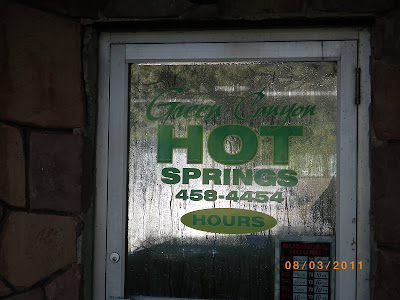 Green Canyon
HOT
SPRINGS
458-4454
HOURS
08/03/2011